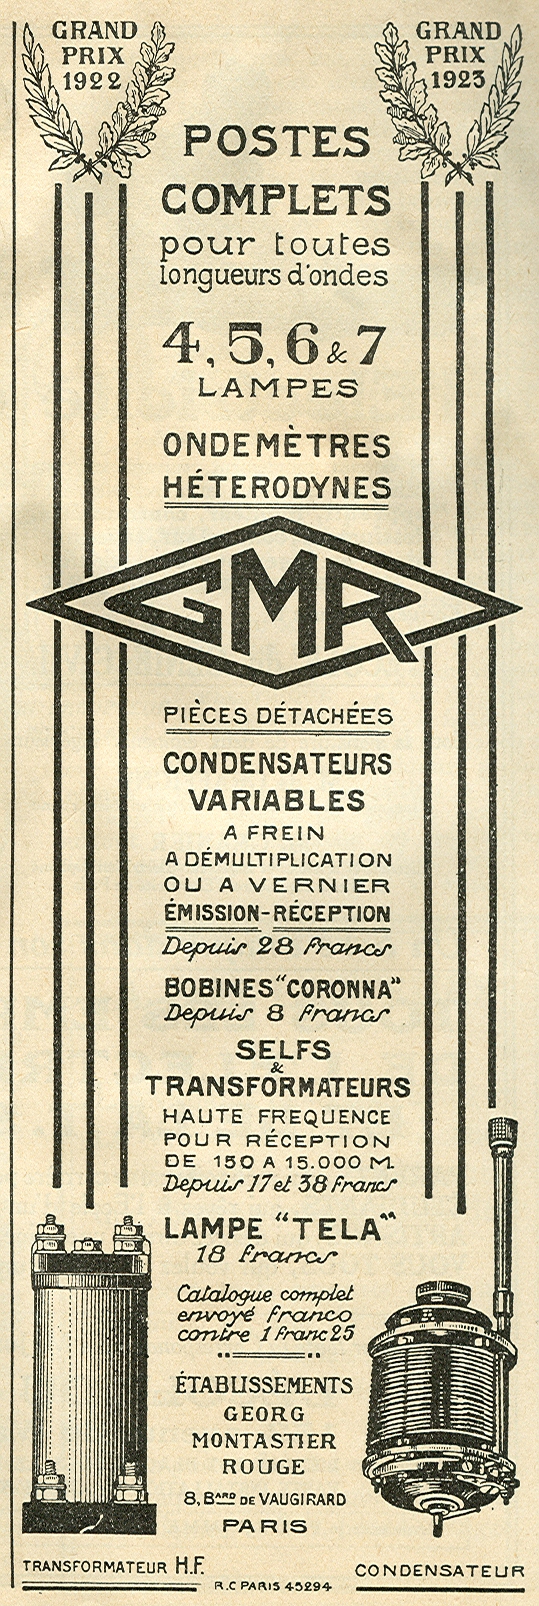 GRAND
PRIX
1922
GRAND
PRIX
1923
POSTES
COMPLETS
pour toutes
longueurs d'ondes
4, 5, 6 & 7
LAMPES
ONDEMÈTRES
HÉTERODYNES
GMR
PIÈCES DÉTACHÉES
CONDENSATEURS
VARIABLES
A FREIN
A DÉMULTIPLICATION
OU A VERNIER
ÉMISSION-RÉCEPTION
Depuis 28 francs
BOBINES "CORONNA"
Depuis 8 francs
SELFS
&
TRANSFORMATEURS
HAUTE FREQUENCE
POUR RÉCEPTION
DE 150 A 15.000 M.
Depuis 17 et 38 francs
LAMPE "TELA"
18 francs
Catalogue complet
envoyé franco
contre 1 franc 25
ÉTABLISSEMENTS
GEORG
MONTASTIER
ROUGE
8, BARD DE VAUGIRARD
PARIS
TRANSFORMATEUR H.F.
CONDENSATEUR
R.C PARIS 45294